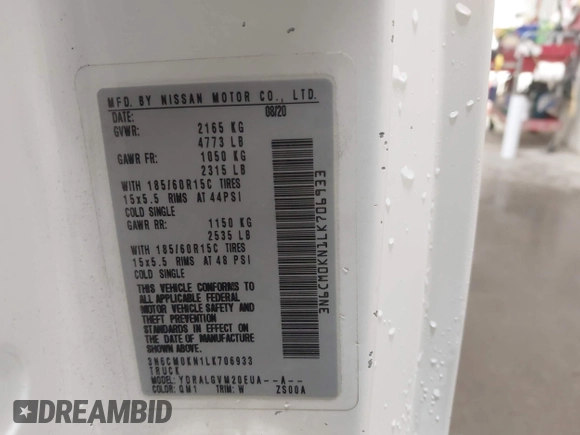 MFD. BY NISSAN MOTOR CO., LTD.
DATE: 08/20
GVWR: 2165 KG
4773 LB
GAWR FR: 1050 KG
2315 LB
WITH 185/60R15C TIRES
15x5.5 RIMS AT 44PSI
COLD SINGLE
GAWR RR: 1150 KG
2535 LB
WITH 185/60R15C TIRES
15x5.5 RIMS AT 48 PSI
COLD SINGLE
THIS VEHICLE CONFORMS TO
ALL APPLICABLE FEDERAL
MOTOR VEHICLE SAFETY AND
THEFT PREVENTION
STANDARDS IN EFFECT ON
THE DATE OF MANUFACTURE
SHOWN ABOVE.
3N6CM0KN1LK706933
TRUCK
MODEL: YDRALGVM20EUA--A--
COLOR: QM1 TRIM: W ZS00A
3N6CM0KN1LK706933
DREAMBID